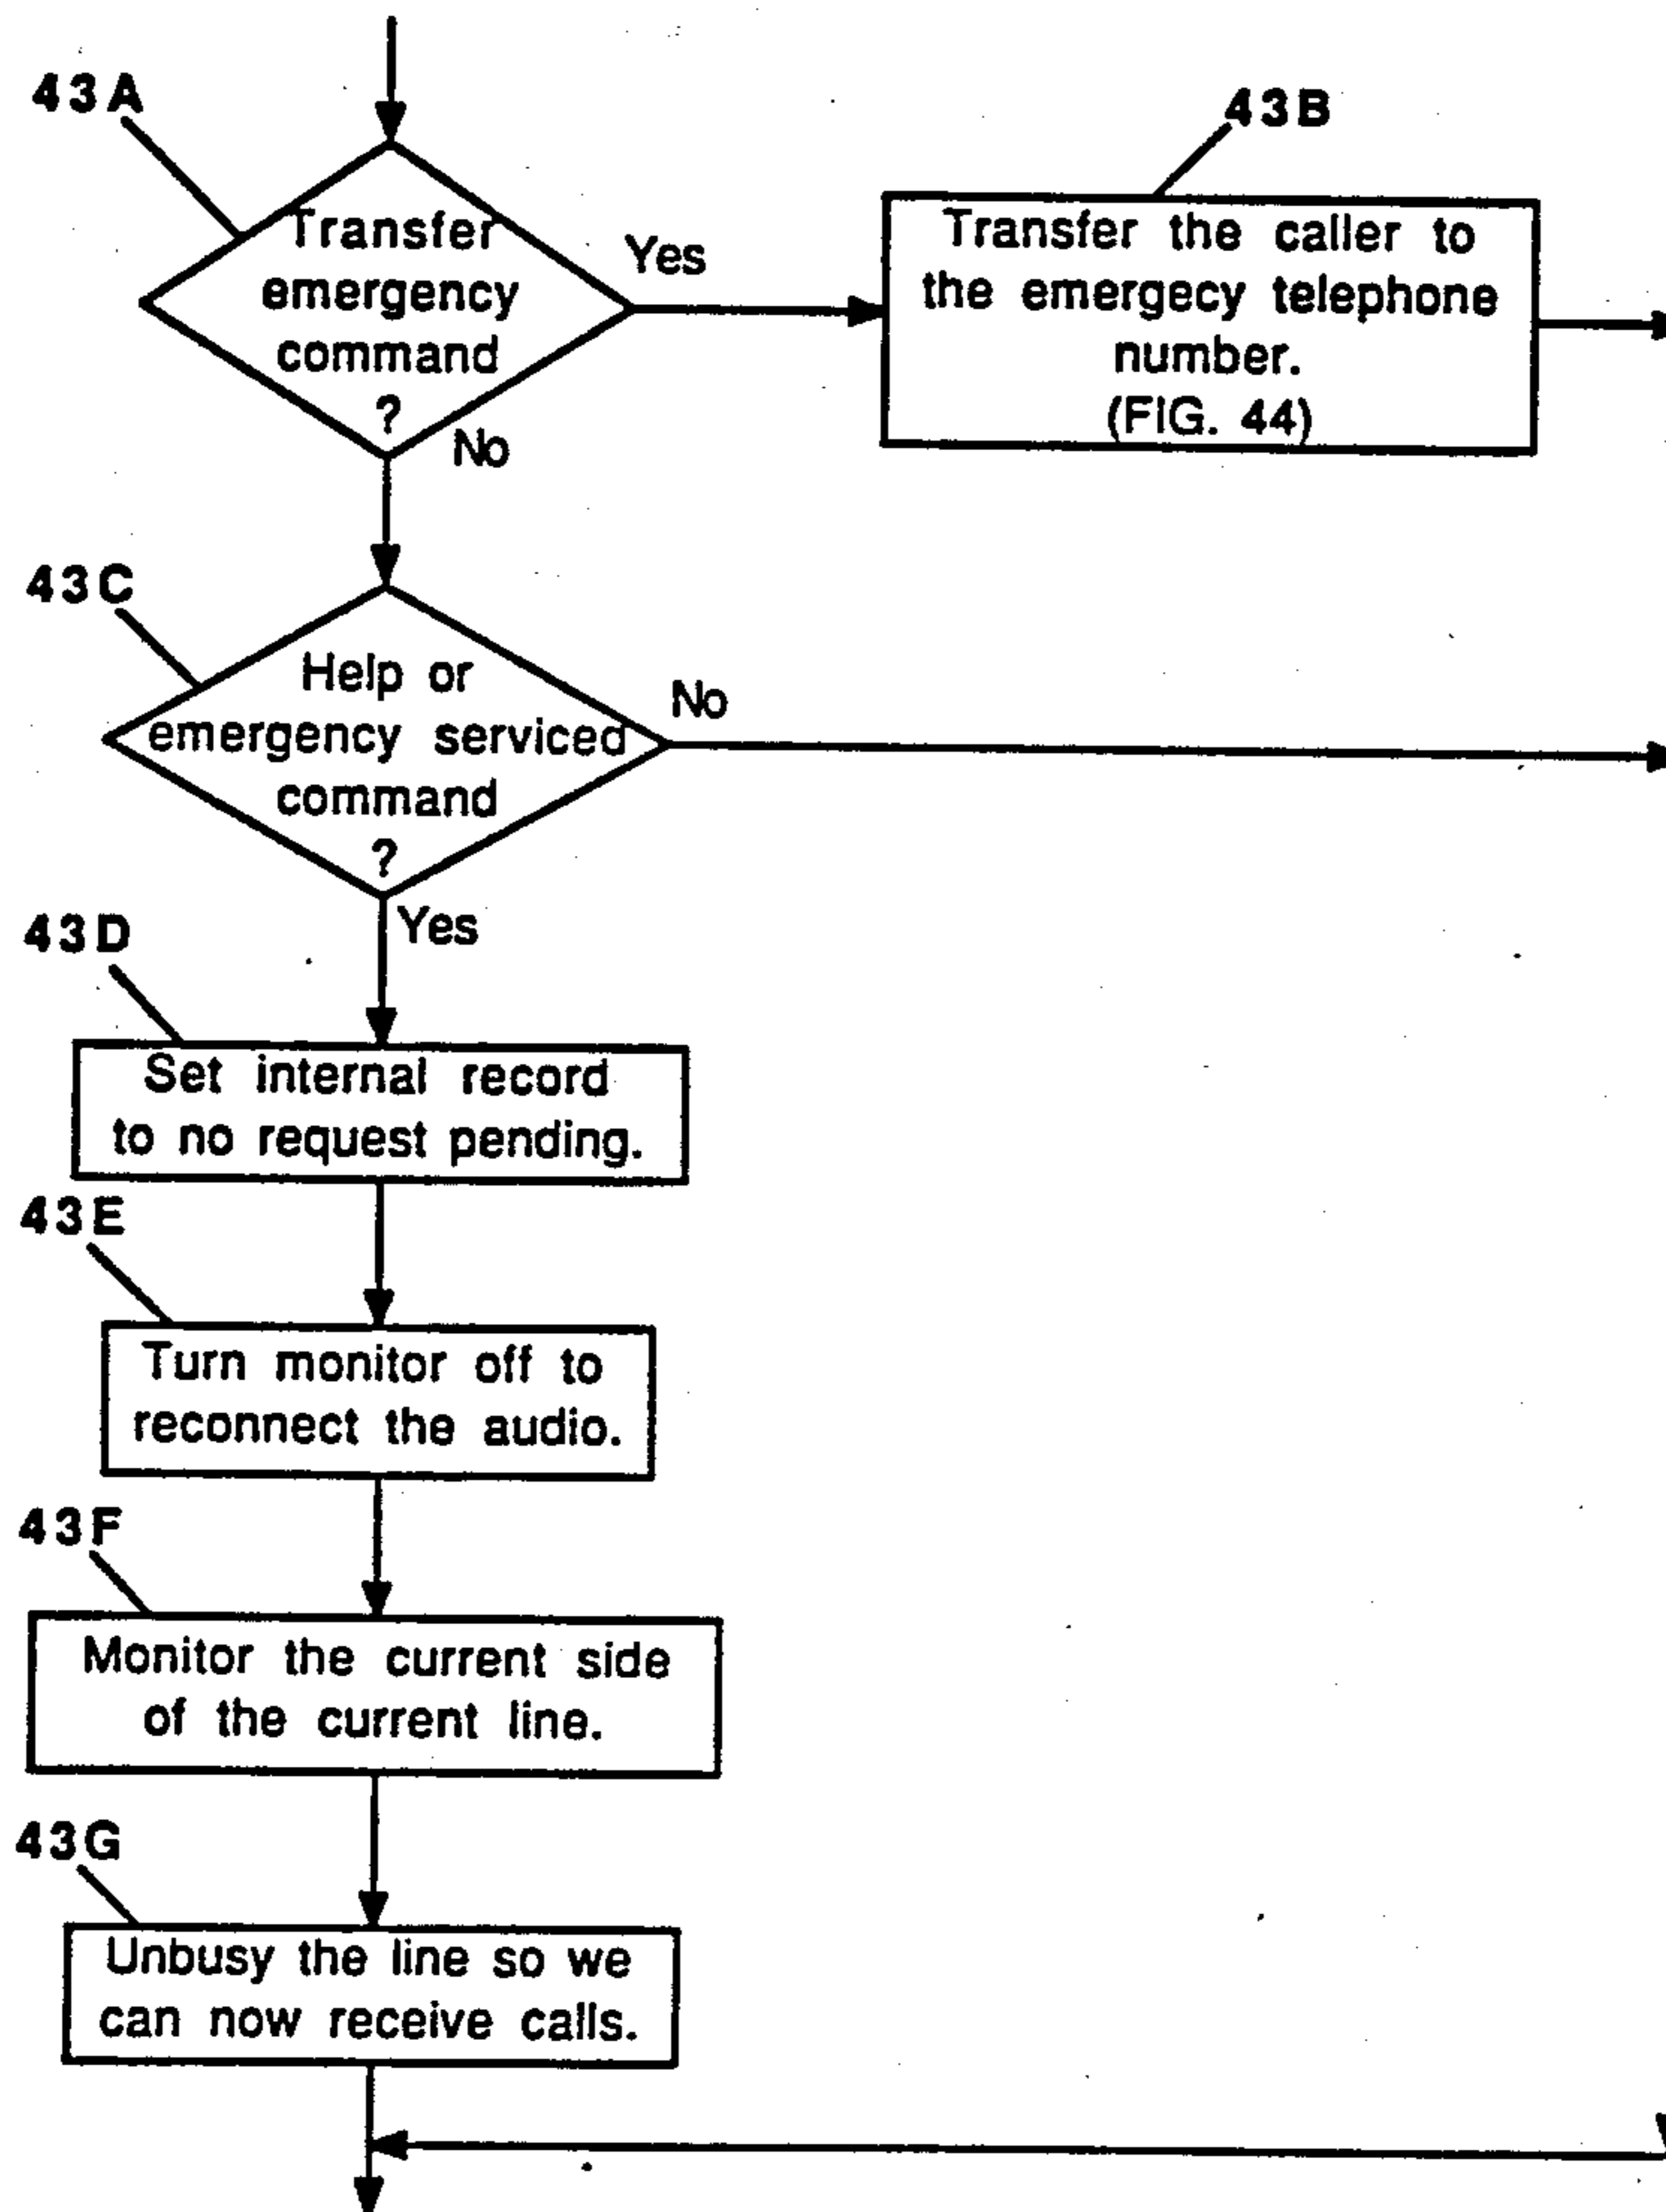 43A
Transfer
emergency
command
?
Yes
No
43B
Transfer the caller to
the emergecy telephone
number.
(FIG. 44)
43C
Help or
emergency serviced
command
?
No
Yes
43D
Set internal record
to no request pending.
43E
Turn monitor off to
reconnect the audio.
43F
Monitor the current side
of the current line.
43G
Unbusy the line so we
can now receive calls.